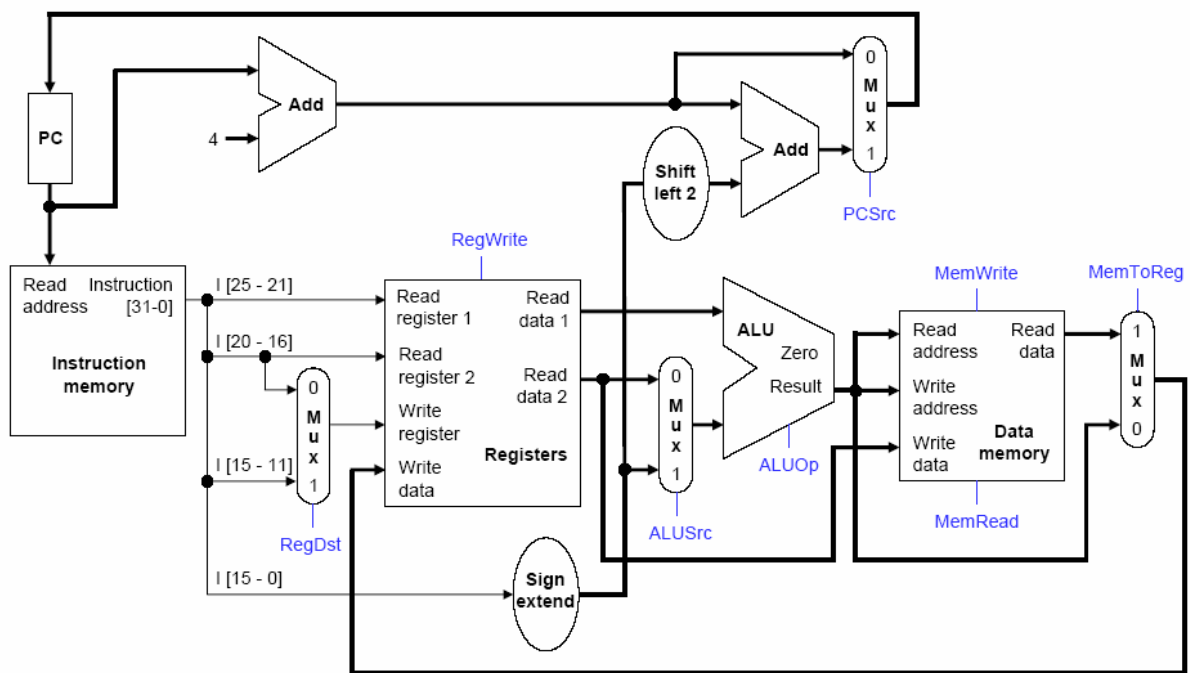 PC
4
Add
Shift
left 2
Add
0
M
u
x
1
PCSrc
Read
address
Instruction
[31-0]
Instruction
memory
I [25 - 21]
I [20 - 16]
I [15 - 11]
I [15 - 0]
0
M
u
x
1
RegDst
RegWrite
Read
register 1
Read
register 2
Write
register
Write
data
Read
data 1
Read
data 2
Registers
Sign
extend
0
M
u
x
1
ALUSrc
ALU
Zero
Result
ALUOp
MemWrite
Read
address
Write
address
Write
data
Read
data
Data
memory
MemRead
MemToReg
1
M
u
x
0